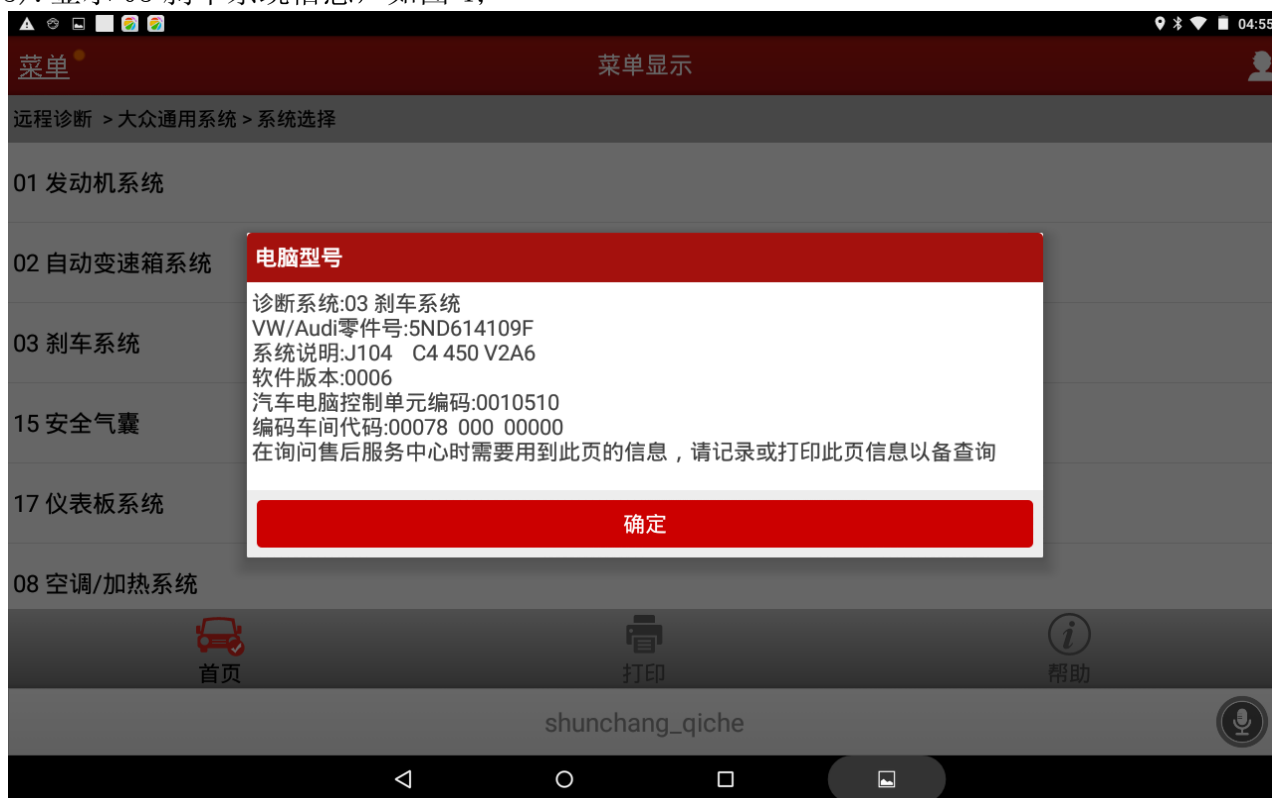 04:55
菜单
菜单显示
远程诊断 > 大众通用系统 > 系统选择
01 发动机系统
02 自动变速箱系统
03 刹车系统
15 安全气囊
17 仪表板系统
08 空调/加热系统
电脑型号
诊断系统:03 刹车系统
VW/Audi零件号:5ND614109F
系统说明:J104 C4 450 V2A6
软件版本:0006
汽车电脑控制单元编码:0010510
编码车间代码:00078 000 00000
在询问售后服务中心时需要用到此页的信息，请记录或打印此页信息以备查询
确定
首页
打印
帮助
shunchang_qiche